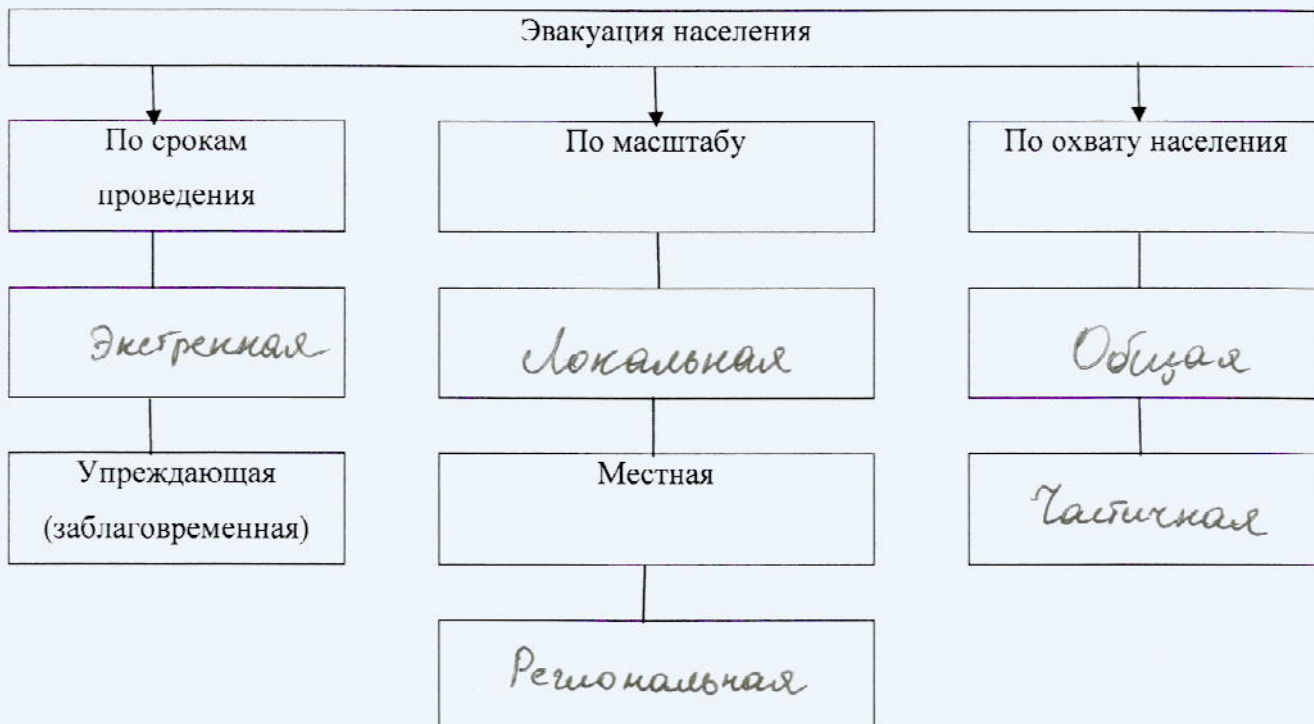 Эвакуация населения
По срокам
проведения
По масштабу
По охвату населения
Экстренная
Локальная
Общая
Упреждающая
(заблаговременная)
Местная
Частичная
Региональная